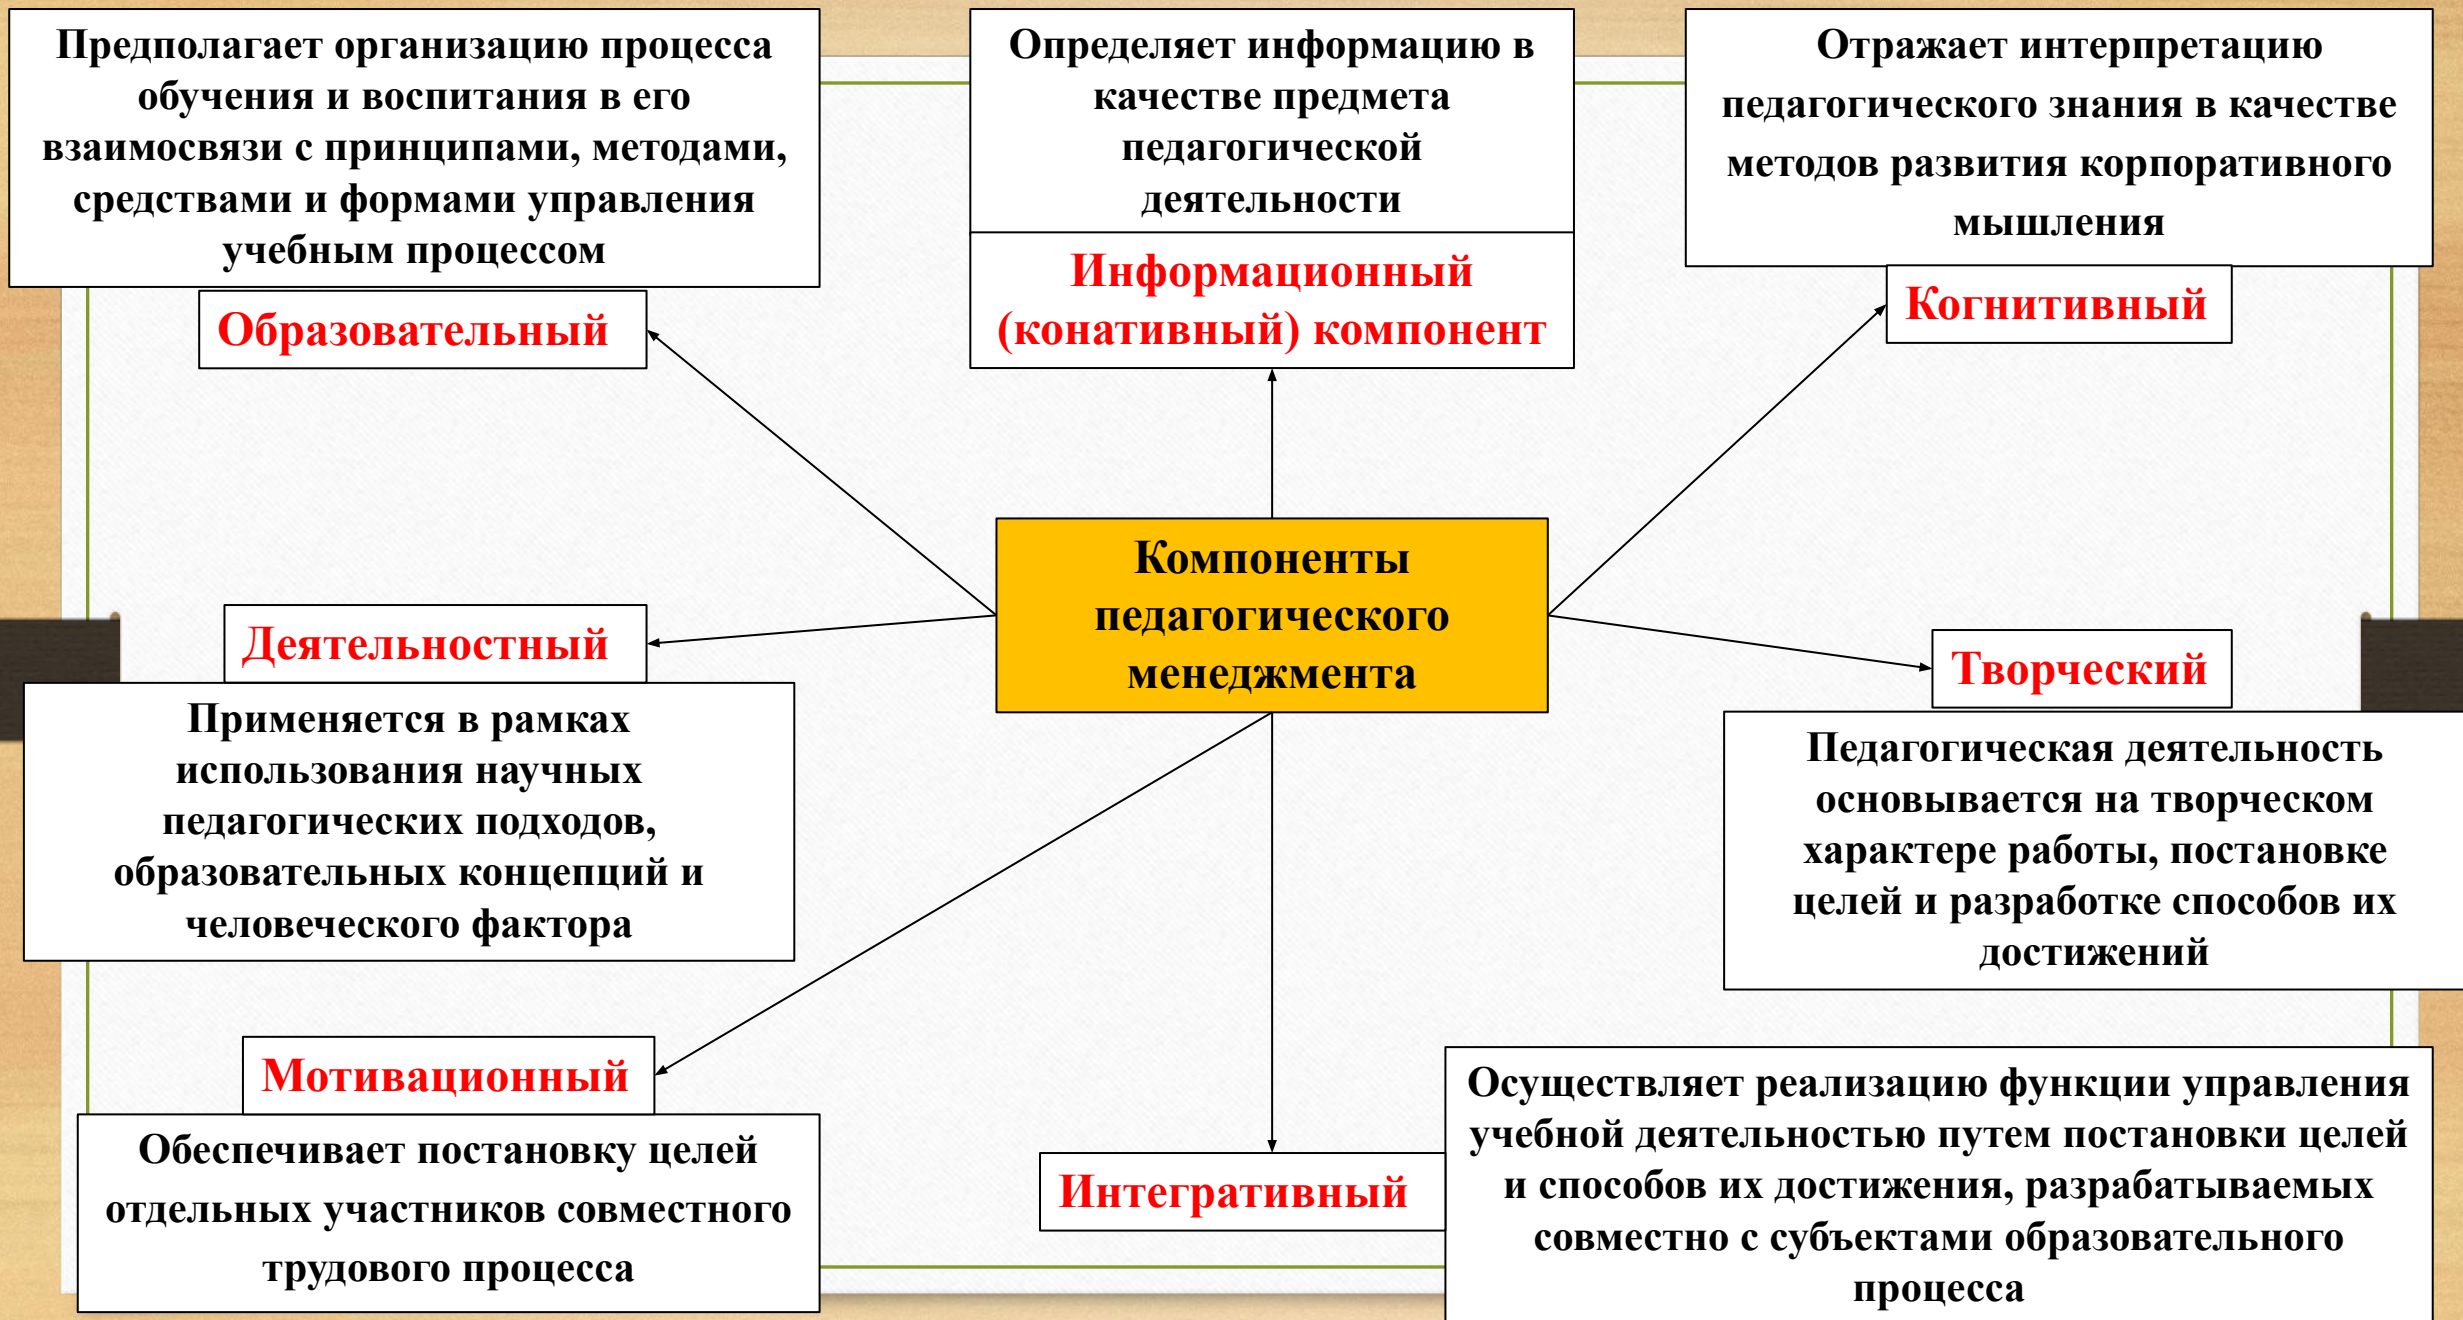 Предполагает организацию процесса
обучения и воспитания в его
взаимосвязи с принципами, методами,
средствами и формами управления
учебным процессом
Образовательный
Определяет информацию в
качестве предмета
педагогической
деятельности
Информационный
(конативный) компонент
Отражает интерпретацию
педагогического знания в качестве
методов развития корпоративного
мышления
Когнитивный
Компоненты
педагогического
менеджмента
Деятельностный
Применяется в рамках
использования научных
педагогических подходов,
образовательных концепций и
человеческого фактора
Творческий
Педагогическая деятельность
основывается на творческом
характере работы, постановке
целей и разработке способов их
достижений
Мотивационный
Обеспечивает постановку целей
отдельных участников совместного
трудового процесса
Интегративный
Осуществляет реализацию функции управления
учебной деятельностью путем постановки целей
и способов их достижения, разрабатываемых
совместно с субъектами образовательного
процесса